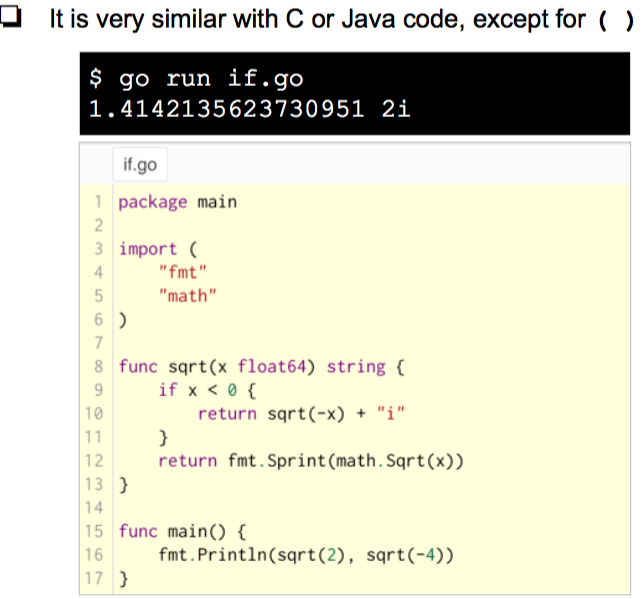 It is very similar with C or Java code, except for ( )
$ go run if.go
1.4142135623730951 2i
if.go
1 package main
2
3 import (
4     "fmt"
5     "math"
6 )
7
8 func sqrt(x float64) string {
9     if x < 0 {
10         return sqrt(-x) + "i"
11     }
12     return fmt.Sprint(math.Sqrt(x))
13 }
14
15 func main() {
16     fmt.Println(sqrt(2), sqrt(-4))
17 }